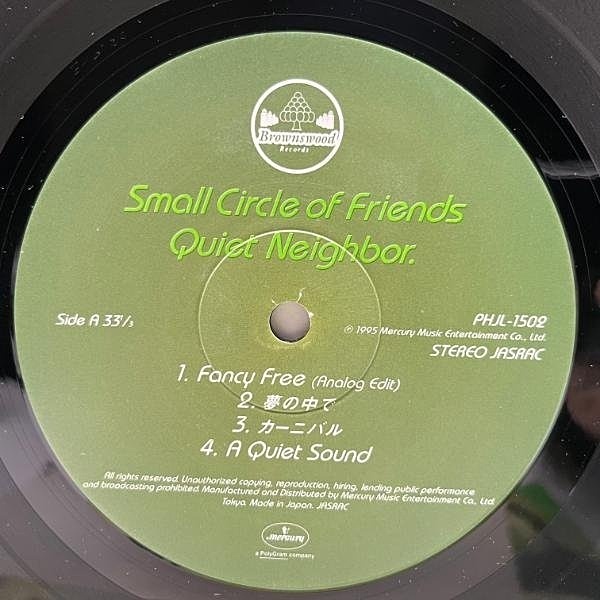 Brownswood
Records
Small Circle of Friends
Quiet Neighbor.
Side A 33 1/3
PHJL-1502
℗ 1995 Mercury Music Entertainment Co., Ltd.
STEREO JASRAC
1. Fancy Free (Analog Edit)
2. 夢の中で
3. カーニバル
4. A Quiet Sound
All rights reserved. Unauthorized copying, reproduction, hiring, lending public performance
and broadcasting prohibited. Manufactured and Distributed by Mercury Music Entertainment Co., Ltd.
Tokyo. Made in Japan. JASRAC
mercury
a PolyGram company